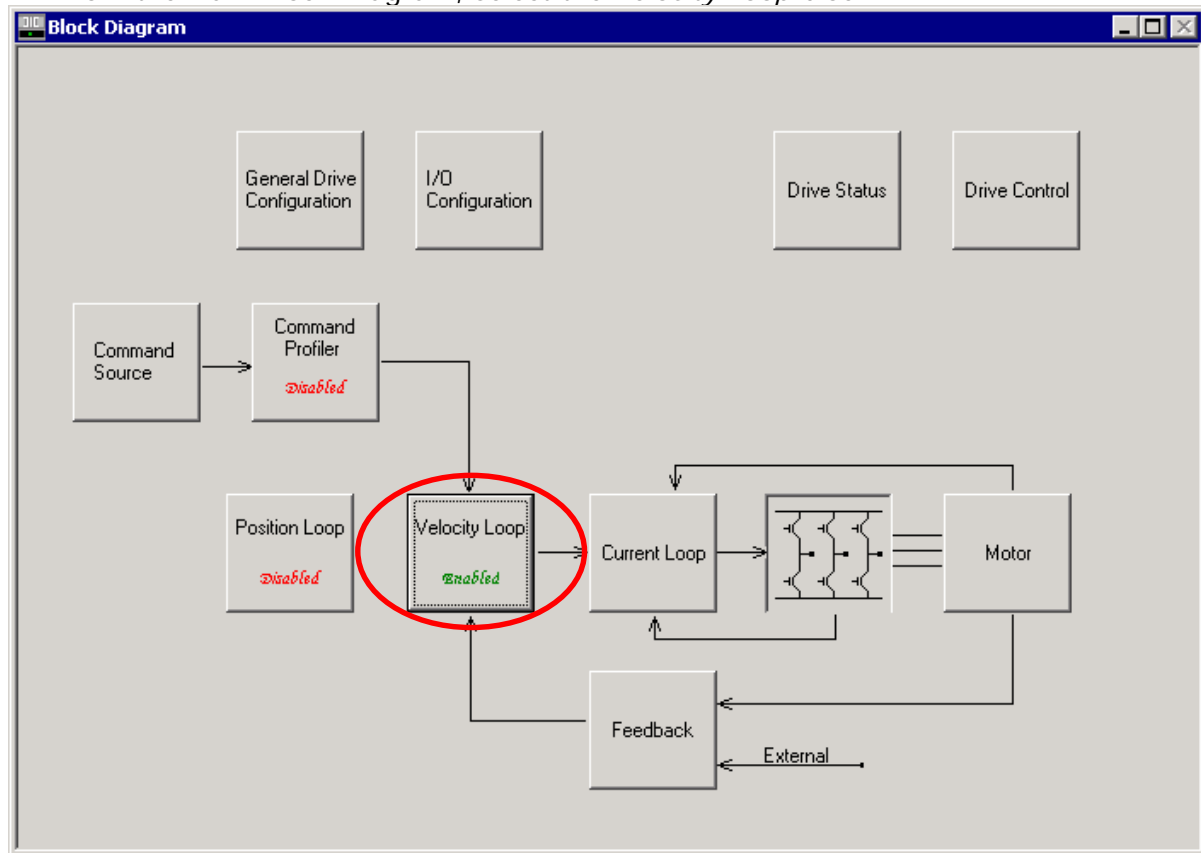 Block Diagram
General Drive
Configuration
I/O
Configuration
Drive Status
Drive Control
Command
Source
Command
Profiler
Disabled
Position Loop
Disabled
Velocity Loop
Enabled
Current Loop
Motor
Feedback
External